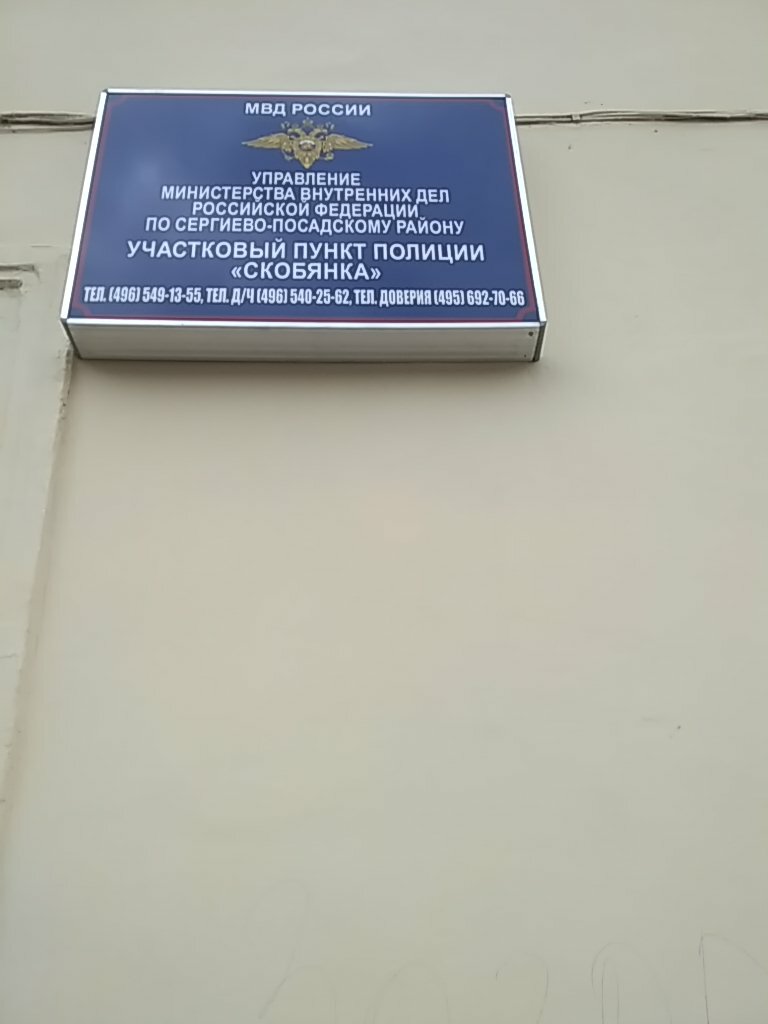 МВД РОССИИ
УПРАВЛЕНИЕ
МИНИСТЕРСТВА ВНУТРЕННИХ ДЕЛ
РОССИЙСКОЙ ФЕДЕРАЦИИ
ПО СЕРГИЕВО-ПОСАДСКОМУ РАЙОНУ
УЧАСТКОВЫЙ ПУНКТ ПОЛИЦИИ
«СКОБЯНКА»
ТЕЛ. (496) 549-13-55, ТЕЛ. Д/Ч (496) 540-25-62, ТЕЛ. ДОВЕРИЯ (495) 692-70-66